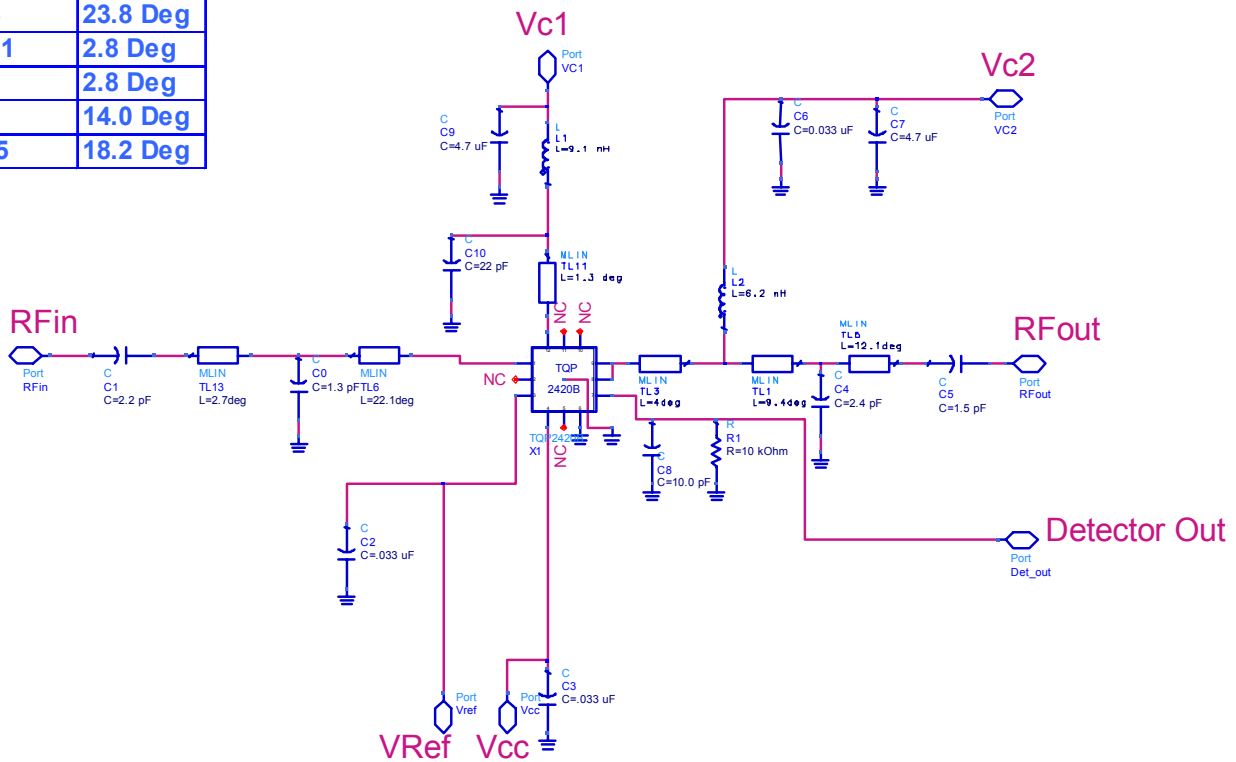 23.8 Deg
1 2.8 Deg
2.8 Deg
14.0 Deg
5 18.2 Deg
Vc1
Port
VC1
Vc2
Port
VC2
C
C9
C=4.7 uF
L
L1
L=9.1 nH
C
C6
C=0.033 uF
C
C7
C=4.7 uF
C
C10
C=22 pF
MLIN
TL11
L=1.3 deg
L
L2
L=6.2 nH
NC
NC
RFin
Port
RFin
C
C1
C=2.2 pF
MLIN
TL13
L=2.7deg
C
C0
C=1.3 pF
MLIN
TL6
L=22.1deg
NC
TQP
2420B
TQP2420B
X1
NC
MLIN
TL3
L=4deg
MLIN
TL1
L=9.4deg
C
C4
C=2.4 pF
MLIN
L=12.1deg
C
C5
C=1.5 pF
RFout
Port
RFout
C
C8
C=10.0 pF
R
R1
R=10 kOhm
Detector Out
Port
Det_out
C
C2
C=.033 uF
Port
Vref
VRef
Port
Vcc
Vcc
C
C3
C=.033 uF